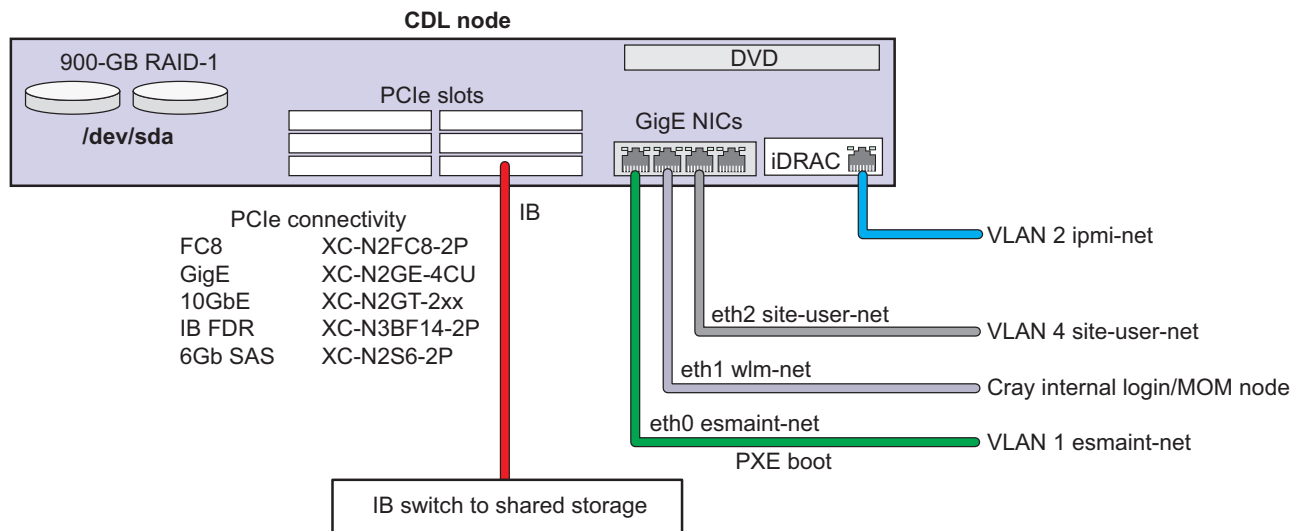 CDL node
900-GB RAID-1
DVD
PCIe slots
GigE NICs
/dev/sda
iDRAC
PCIe connectivity
IB
FC8 XC-N2FC8-2P
GigE XC-N2GE-4CU
10GbE XC-N2GT-2xx
IB FDR XC-N3BF14-2P
6Gb SAS XC-N2S6-2P
VLAN 2 ipmi-net
eth2 site-user-net
VLAN 4 site-user-net
eth1 wlm-net
Cray internal login/MOM node
eth0 esmaint-net
VLAN 1 esmaint-net
PXE boot
IB switch to shared storage